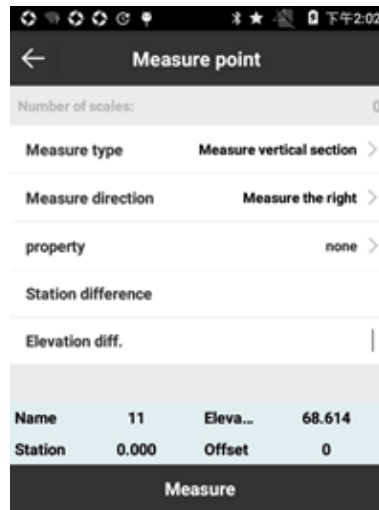 下午2:02
Measure point
Number of scales: 0
Measure type Measure vertical section
Measure direction Measure the right
property none
Station difference
Elevation diff.
Name 11 Eleva... 68.614
Station 0.000 Offset 0
Measure